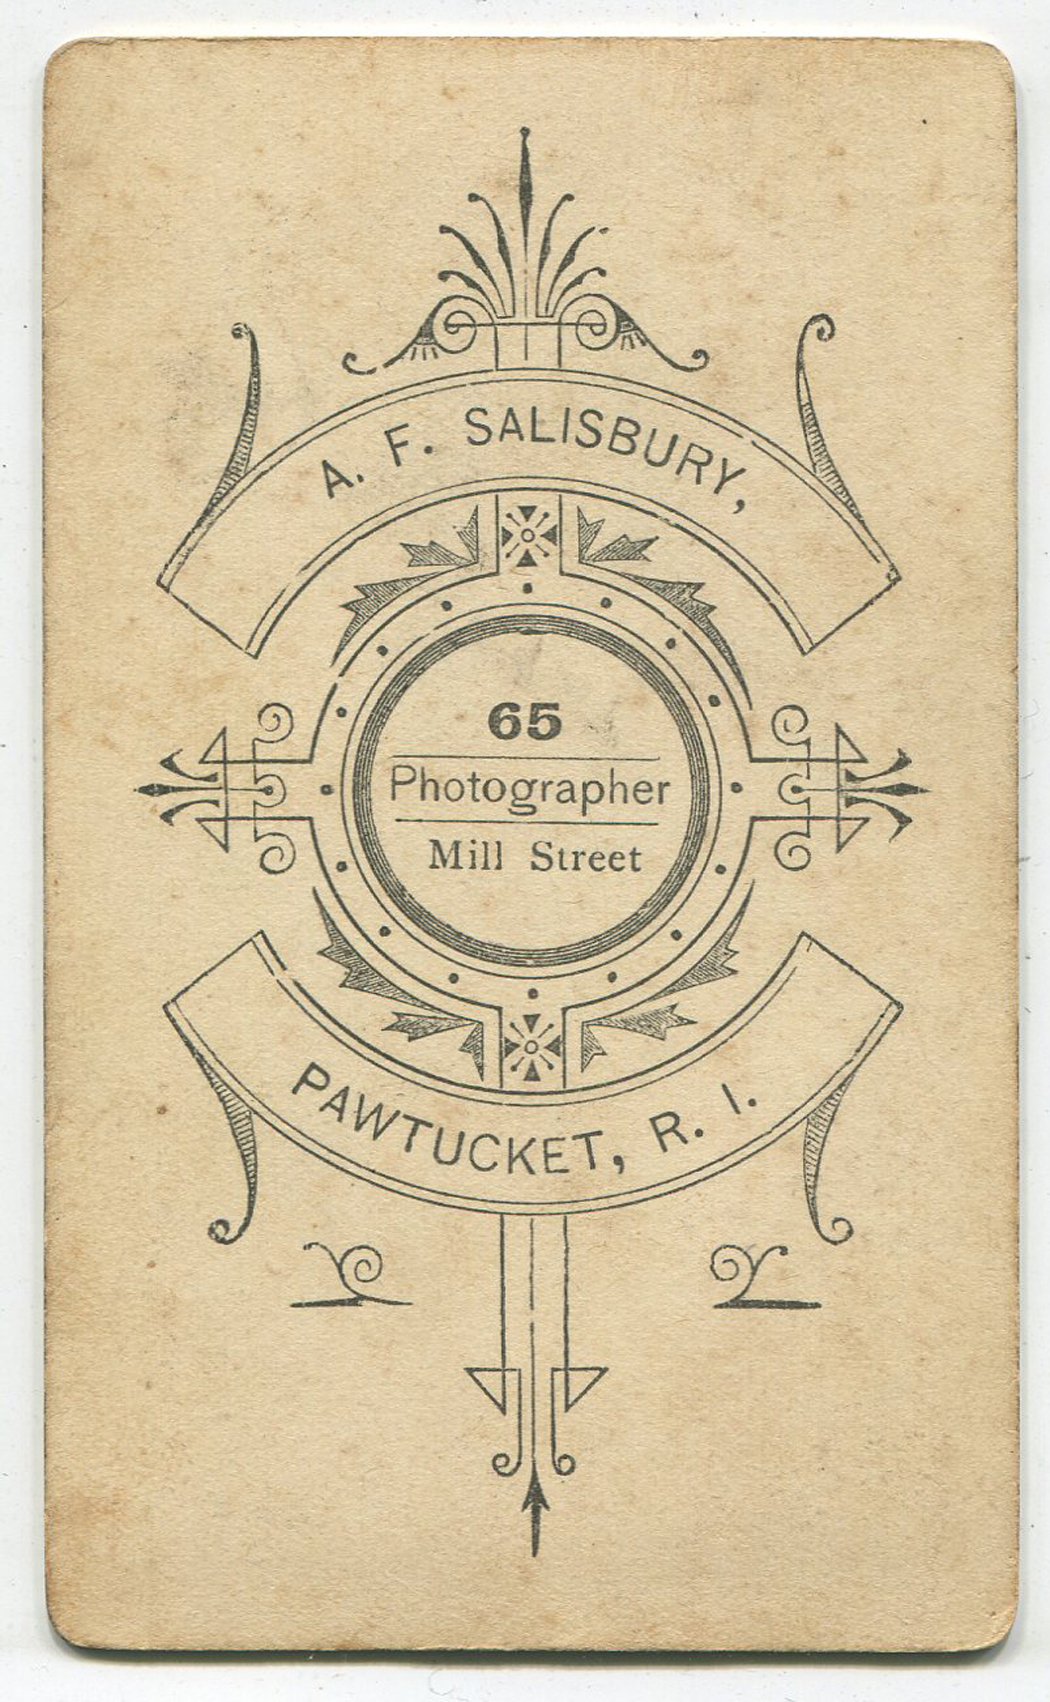 A. F. SALISBURY,
65
Photographer
Mill Street
PAWTUCKET, R. I.